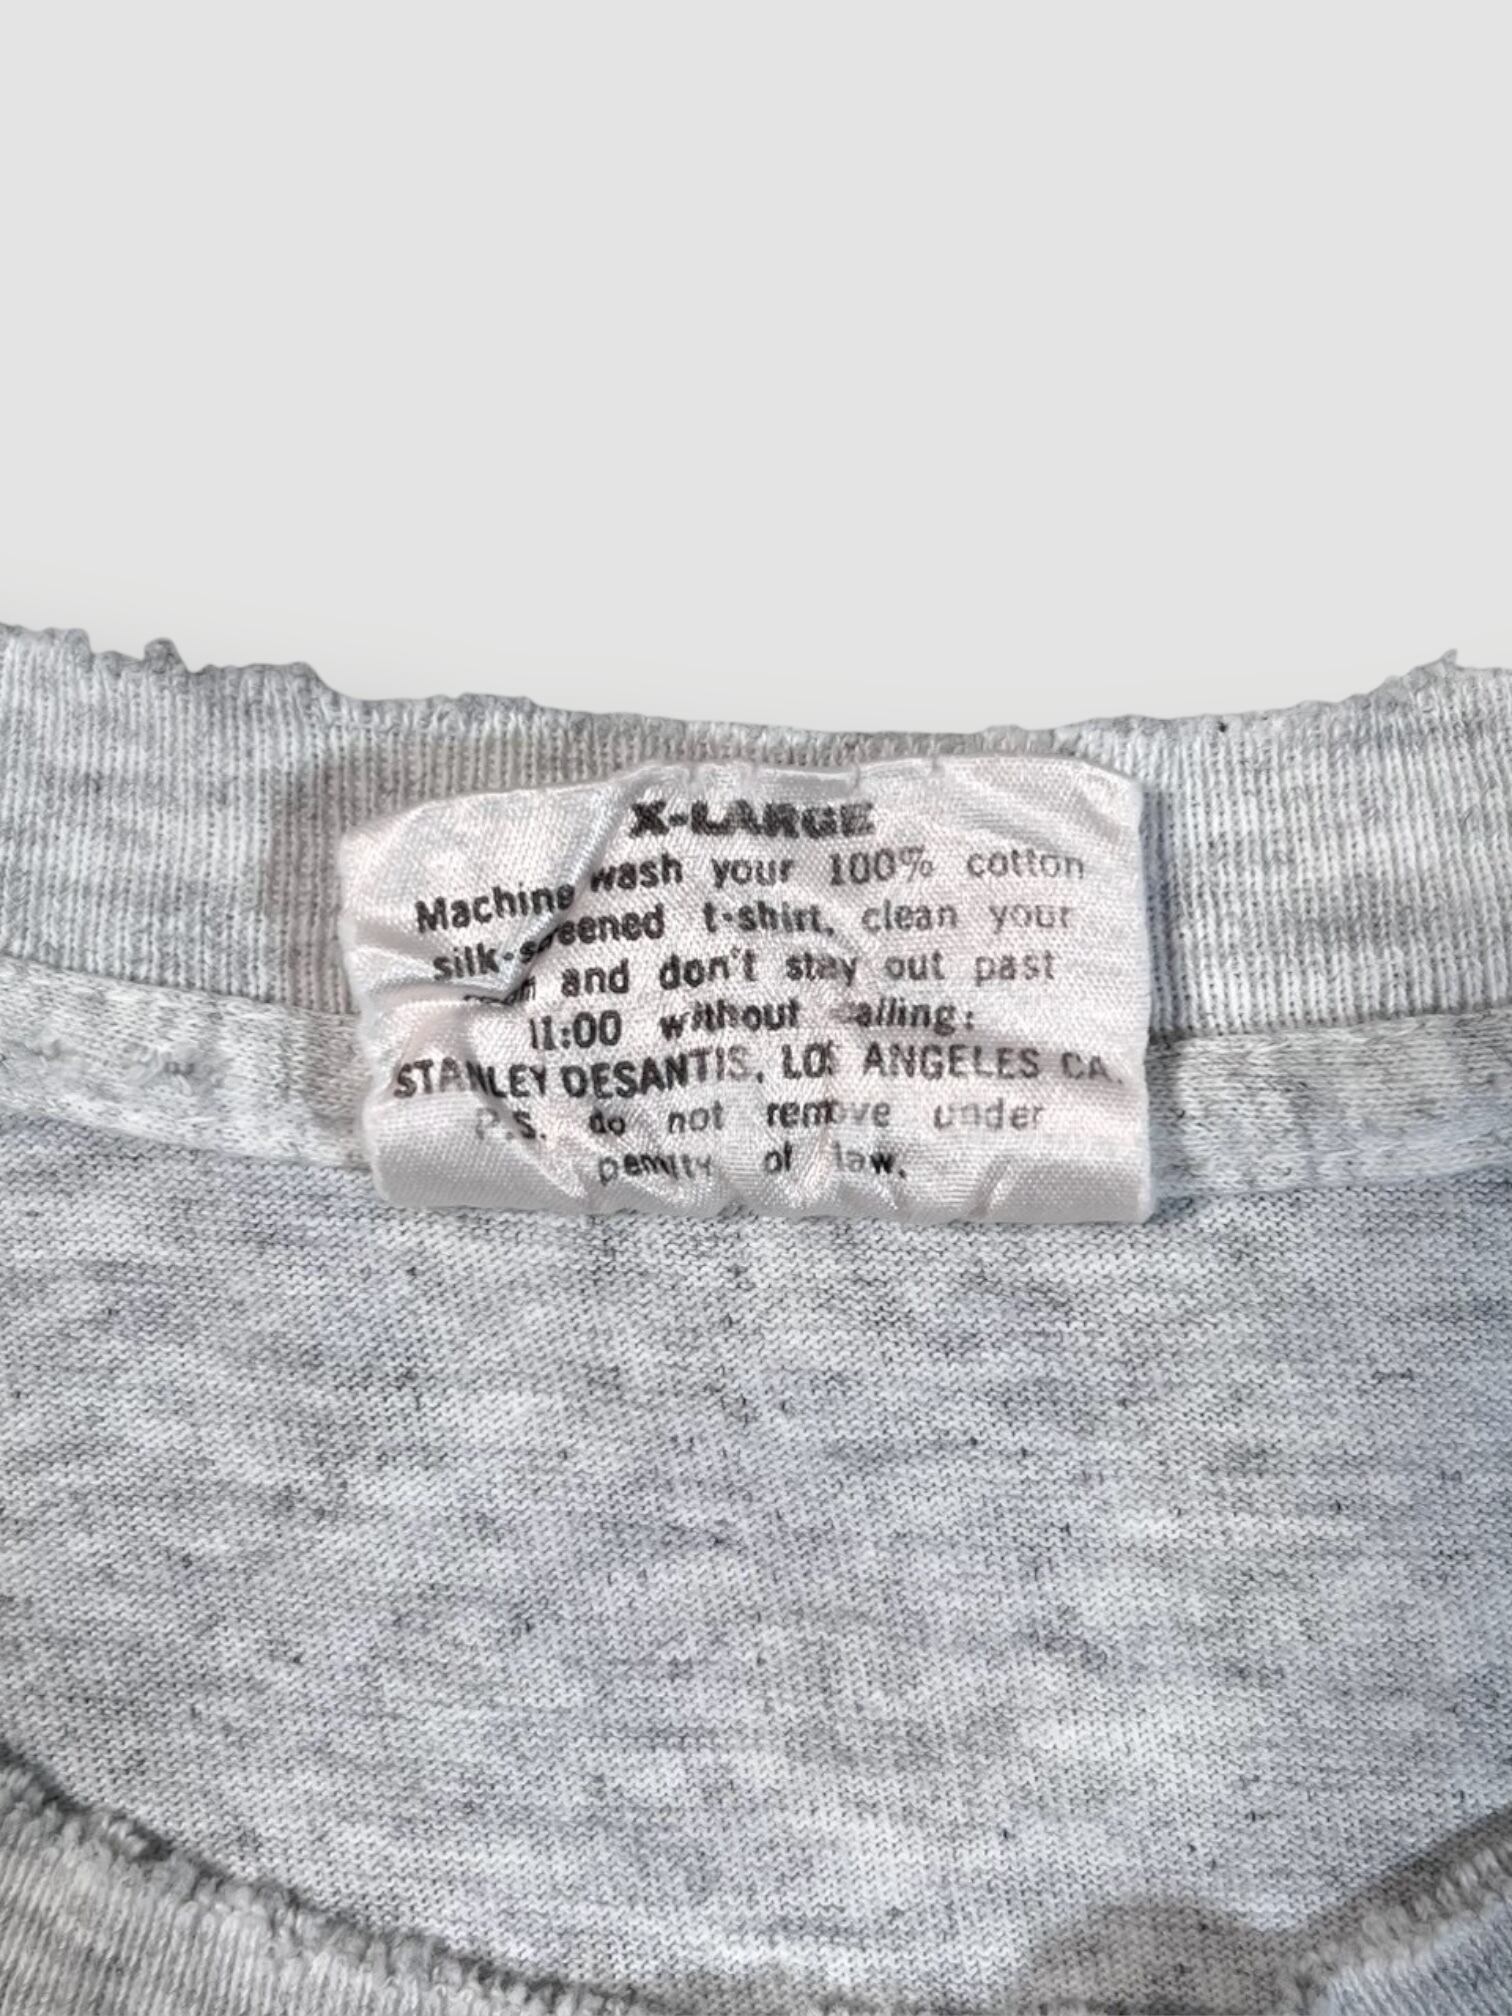 X-LARGE
Machine wash your 100% cotton
silk-screened t-shirt, clean your
and don't stay out past
11:00 without calling:
STANLEY DESANTIS, LOS ANGELES CA.
P.S. do not remove under
penalty of law.